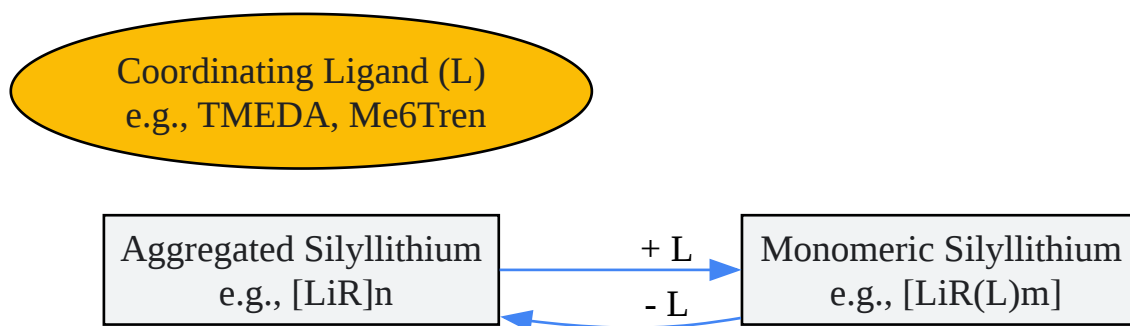 Coordinating Ligand (L)
e.g., TMEDA, Me6Tren
Aggregated Silyllithium
e.g., [LiR]n
+ L
- L
Monomeric Silyllithium
e.g., [LiR(L)m]